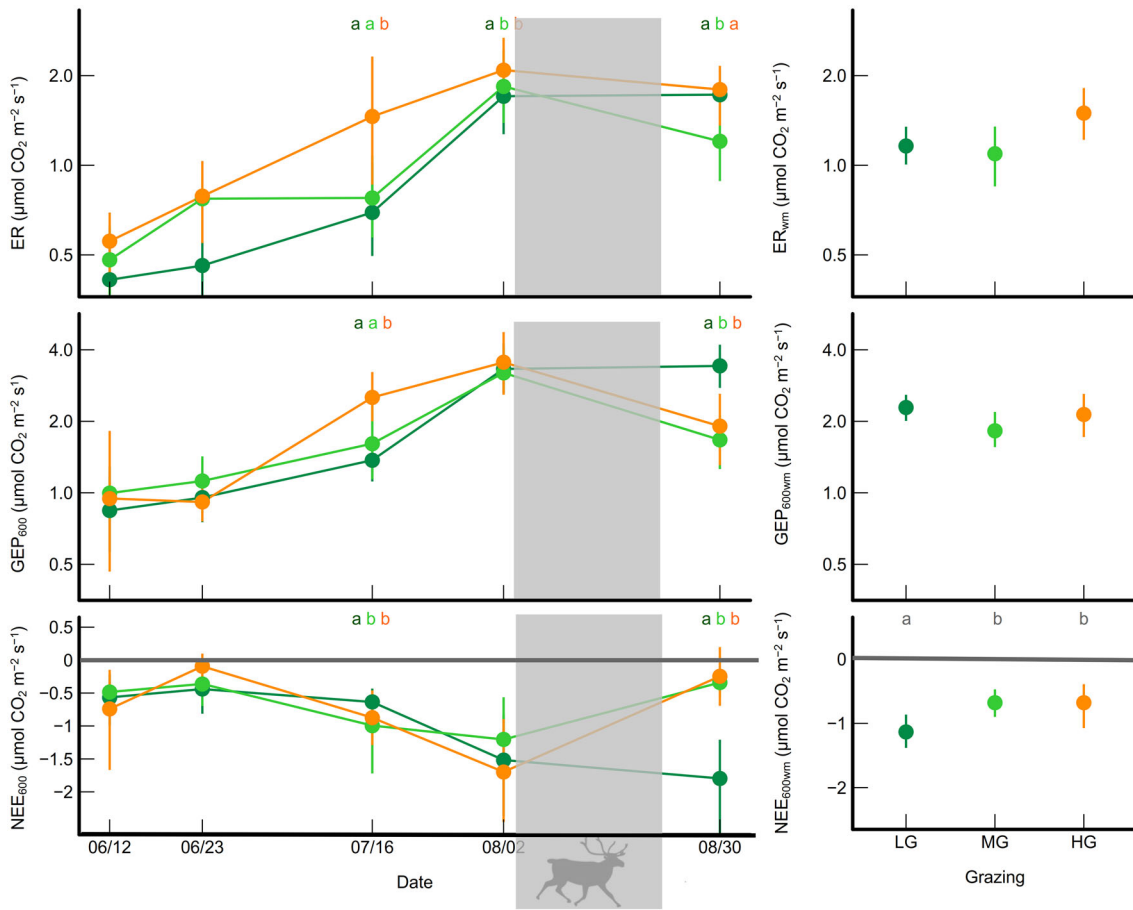 a a b
a b b
a b a
ER (µmol CO₂ m⁻² s⁻¹)
2.0
1.0
0.5
ERwm (µmol CO₂ m⁻² s⁻¹)
2.0
1.0
0.5
a a b
a b b
GEP₆₀₀ (µmol CO₂ m⁻² s¹)
4.0
2.0
1.0
0.5
GEP₆₀₀wm (µmol CO₂ m⁻² s⁻¹)
4.0
2.0
1.0
0.5
a b b
a b b
NEE₆₀₀ (µmol CO₂ m⁻² s⁻¹)
0.5
0
−0.5
−1
−1.5
−2
06/12 06/23 07/16 08/02 08/30
Date
a b b
NEE₆₀₀wm (µmol CO₂ m⁻² s⁻¹)
0
−1
−2
LG MG HG
Grazing